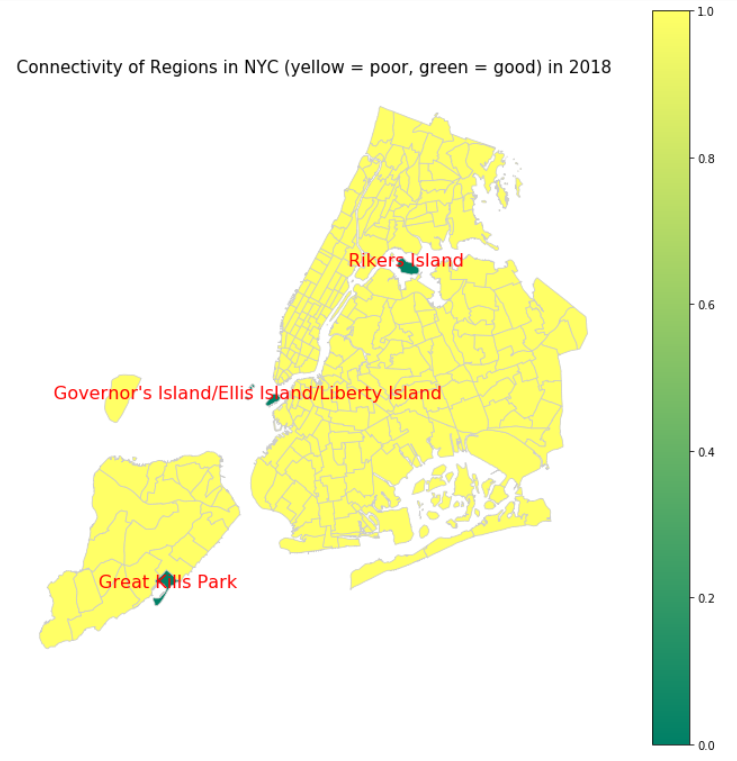 1.0
Connectivity of Regions in NYC (yellow = poor, green = good) in 2018
0.8
Rikers Island
0.6
Governor's Island/Ellis Island/Liberty Island
0.4
Great Kills Park
0.2
0.0